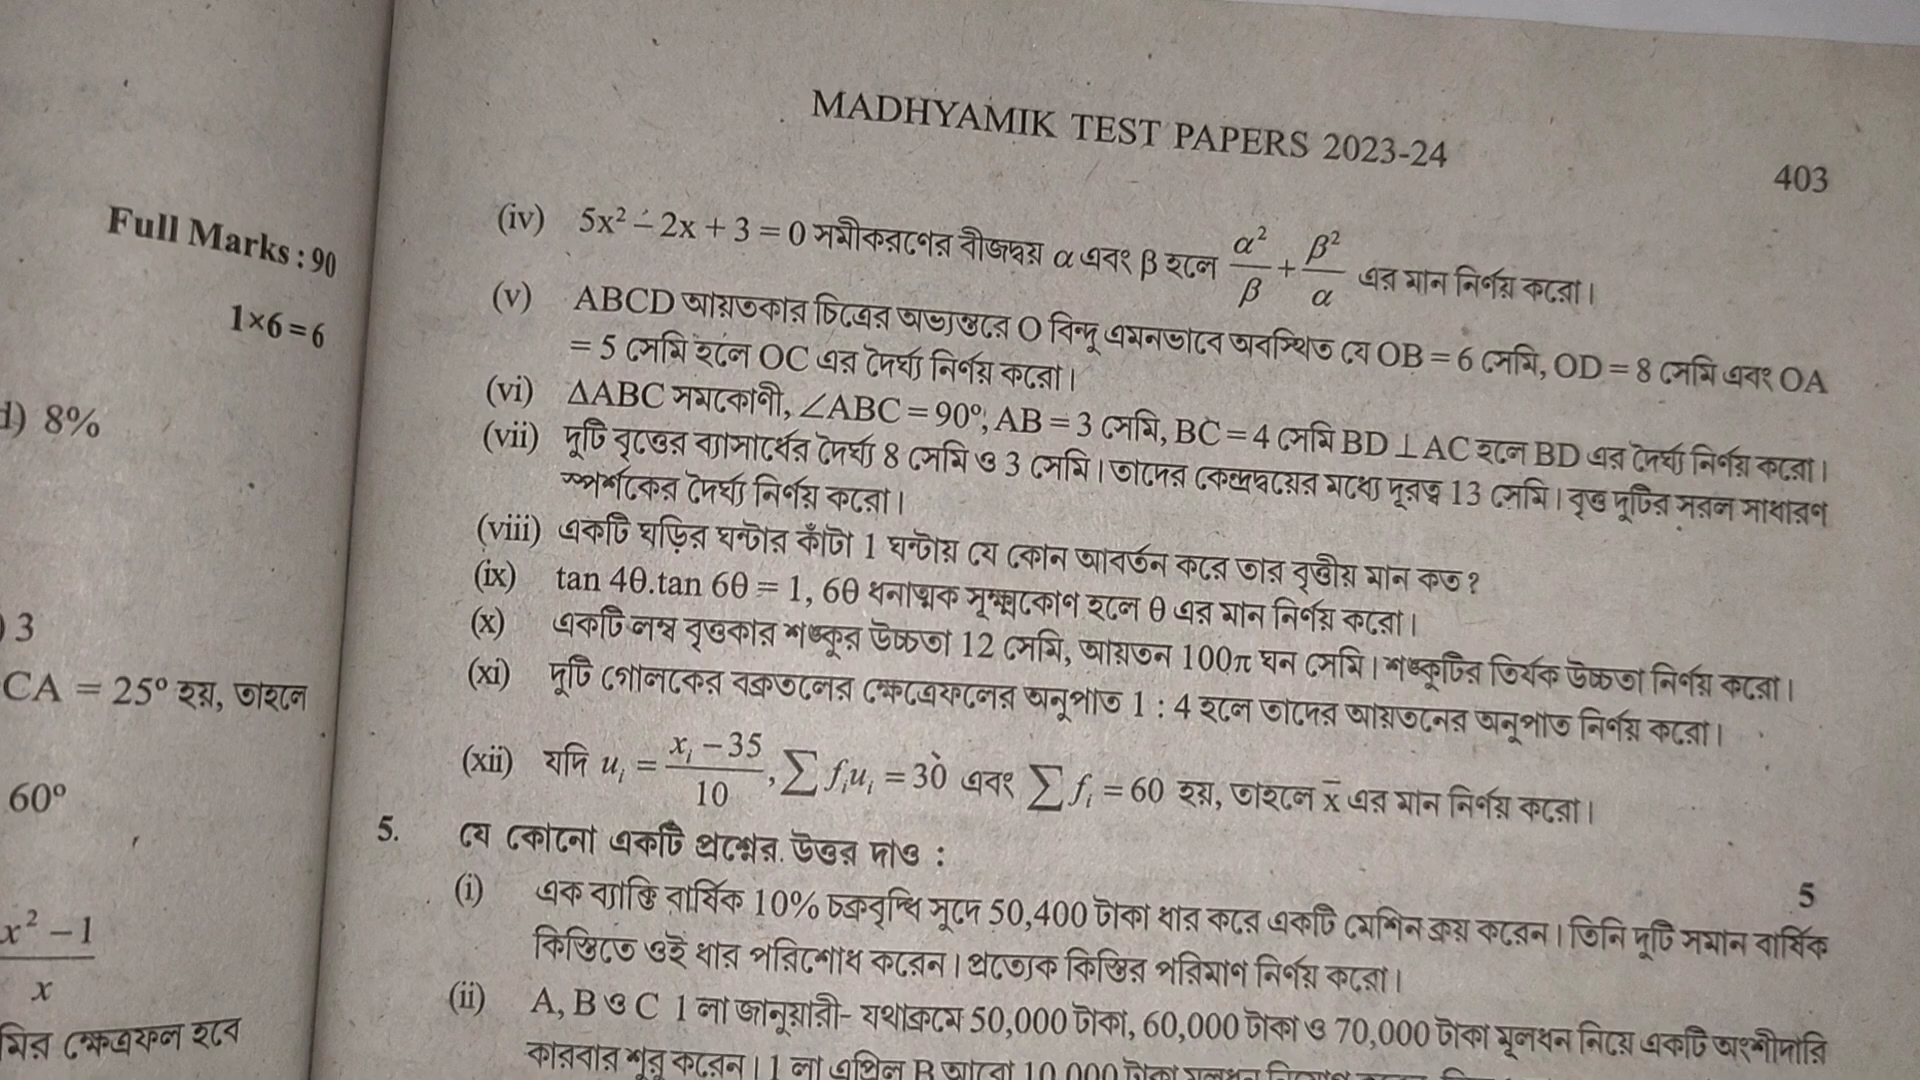 MADHYAMIK TEST PAPERS 2023-24
403
Full Marks : 90
1×6 = 6
d) 8%
) 3
CA = 25° হয়, তাহলে
60°
x² – 1
x
মির ক্ষেত্রফল হবে
(iv) 5x² – 2x + 3 = 0 সমীকরণের বীজদ্বয় α এবং β হলে α²/β + β²/α এর মান নির্ণয় করো।
(v) ABCD আয়তকার চিত্রের অভ্যন্তরে O বিন্দু এমনভাবে অবস্থিত যে OB = 6 সেমি, OD = 8 সেমি এবং OA
= 5 সেমি হলে OC এর দৈর্ঘ্য নির্ণয় করো।
(vi) ΔABC সমকোণী, ∠ABC = 90°, AB = 3 সেমি, BC = 4 সেমি BD ⊥ AC হলে BD এর দৈর্ঘ্য নির্ণয় করো।
(vii) দুটি বৃত্তের ব্যাসার্ধের দৈর্ঘ্য 8 সেমি ও 3 সেমি। তাদের কেন্দ্রদ্বয়ের মধ্যে দূরত্ব 13 সেমি। বৃত্ত দুটির সরল সাধারণ
স্পর্শকের দৈর্ঘ্য নির্ণয় করো।
(viii) একটি ঘড়ির ঘন্টার কাঁটা 1 ঘন্টায় যে কোন আবর্তন করে তার বৃত্তীয় মান কত?
(ix) tan 4θ.tan 6θ = 1, 6θ ধনাত্মক সূক্ষ্মকোণ হলে θ এর মান নির্ণয় করো।
(x) একটি লম্ব বৃত্তকার শঙ্কুর উচ্চতা 12 সেমি, আয়তন 100π ঘন সেমি। শঙ্কুটির তির্যক উচ্চতা নির্ণয় করো।
(xi) দুটি গোলকের বক্রতলের ক্ষেত্রেফলের অনুপাত 1 : 4 হলে তাদের আয়তনের অনুপাত নির্ণয় করো।
(xii) যদি uᵢ = xᵢ – 35/10, ∑ fᵢuᵢ = 30 এবং ∑ fᵢ = 60 হয়, তাহলে x̄ এর মান নির্ণয় করো।
5. যে কোনো একটি প্রশ্নের উত্তর দাও :
5
(i) এক ব্যাক্তি বার্ষিক 10% চক্রবৃদ্ধি সুদে 50,400 টাকা ধার করে একটি মেশিন ক্রয় করেন। তিনি দুটি সমান বার্ষিক
কিস্তিতে ওই ধার পরিশোধ করেন। প্রত্যেক কিস্তির পরিমাণ নির্ণয় করো।
(ii) A, B ও C 1 লা জানুয়ারী- যথাক্রমে 50,000 টাকা, 60,000 টাকা ও 70,000 টাকা মূলধন নিয়ে একটি অংশীদারি
কারবার শুরু করেন। 1 লা এপ্রিল B আরো 10,000 টাকা মূলধন